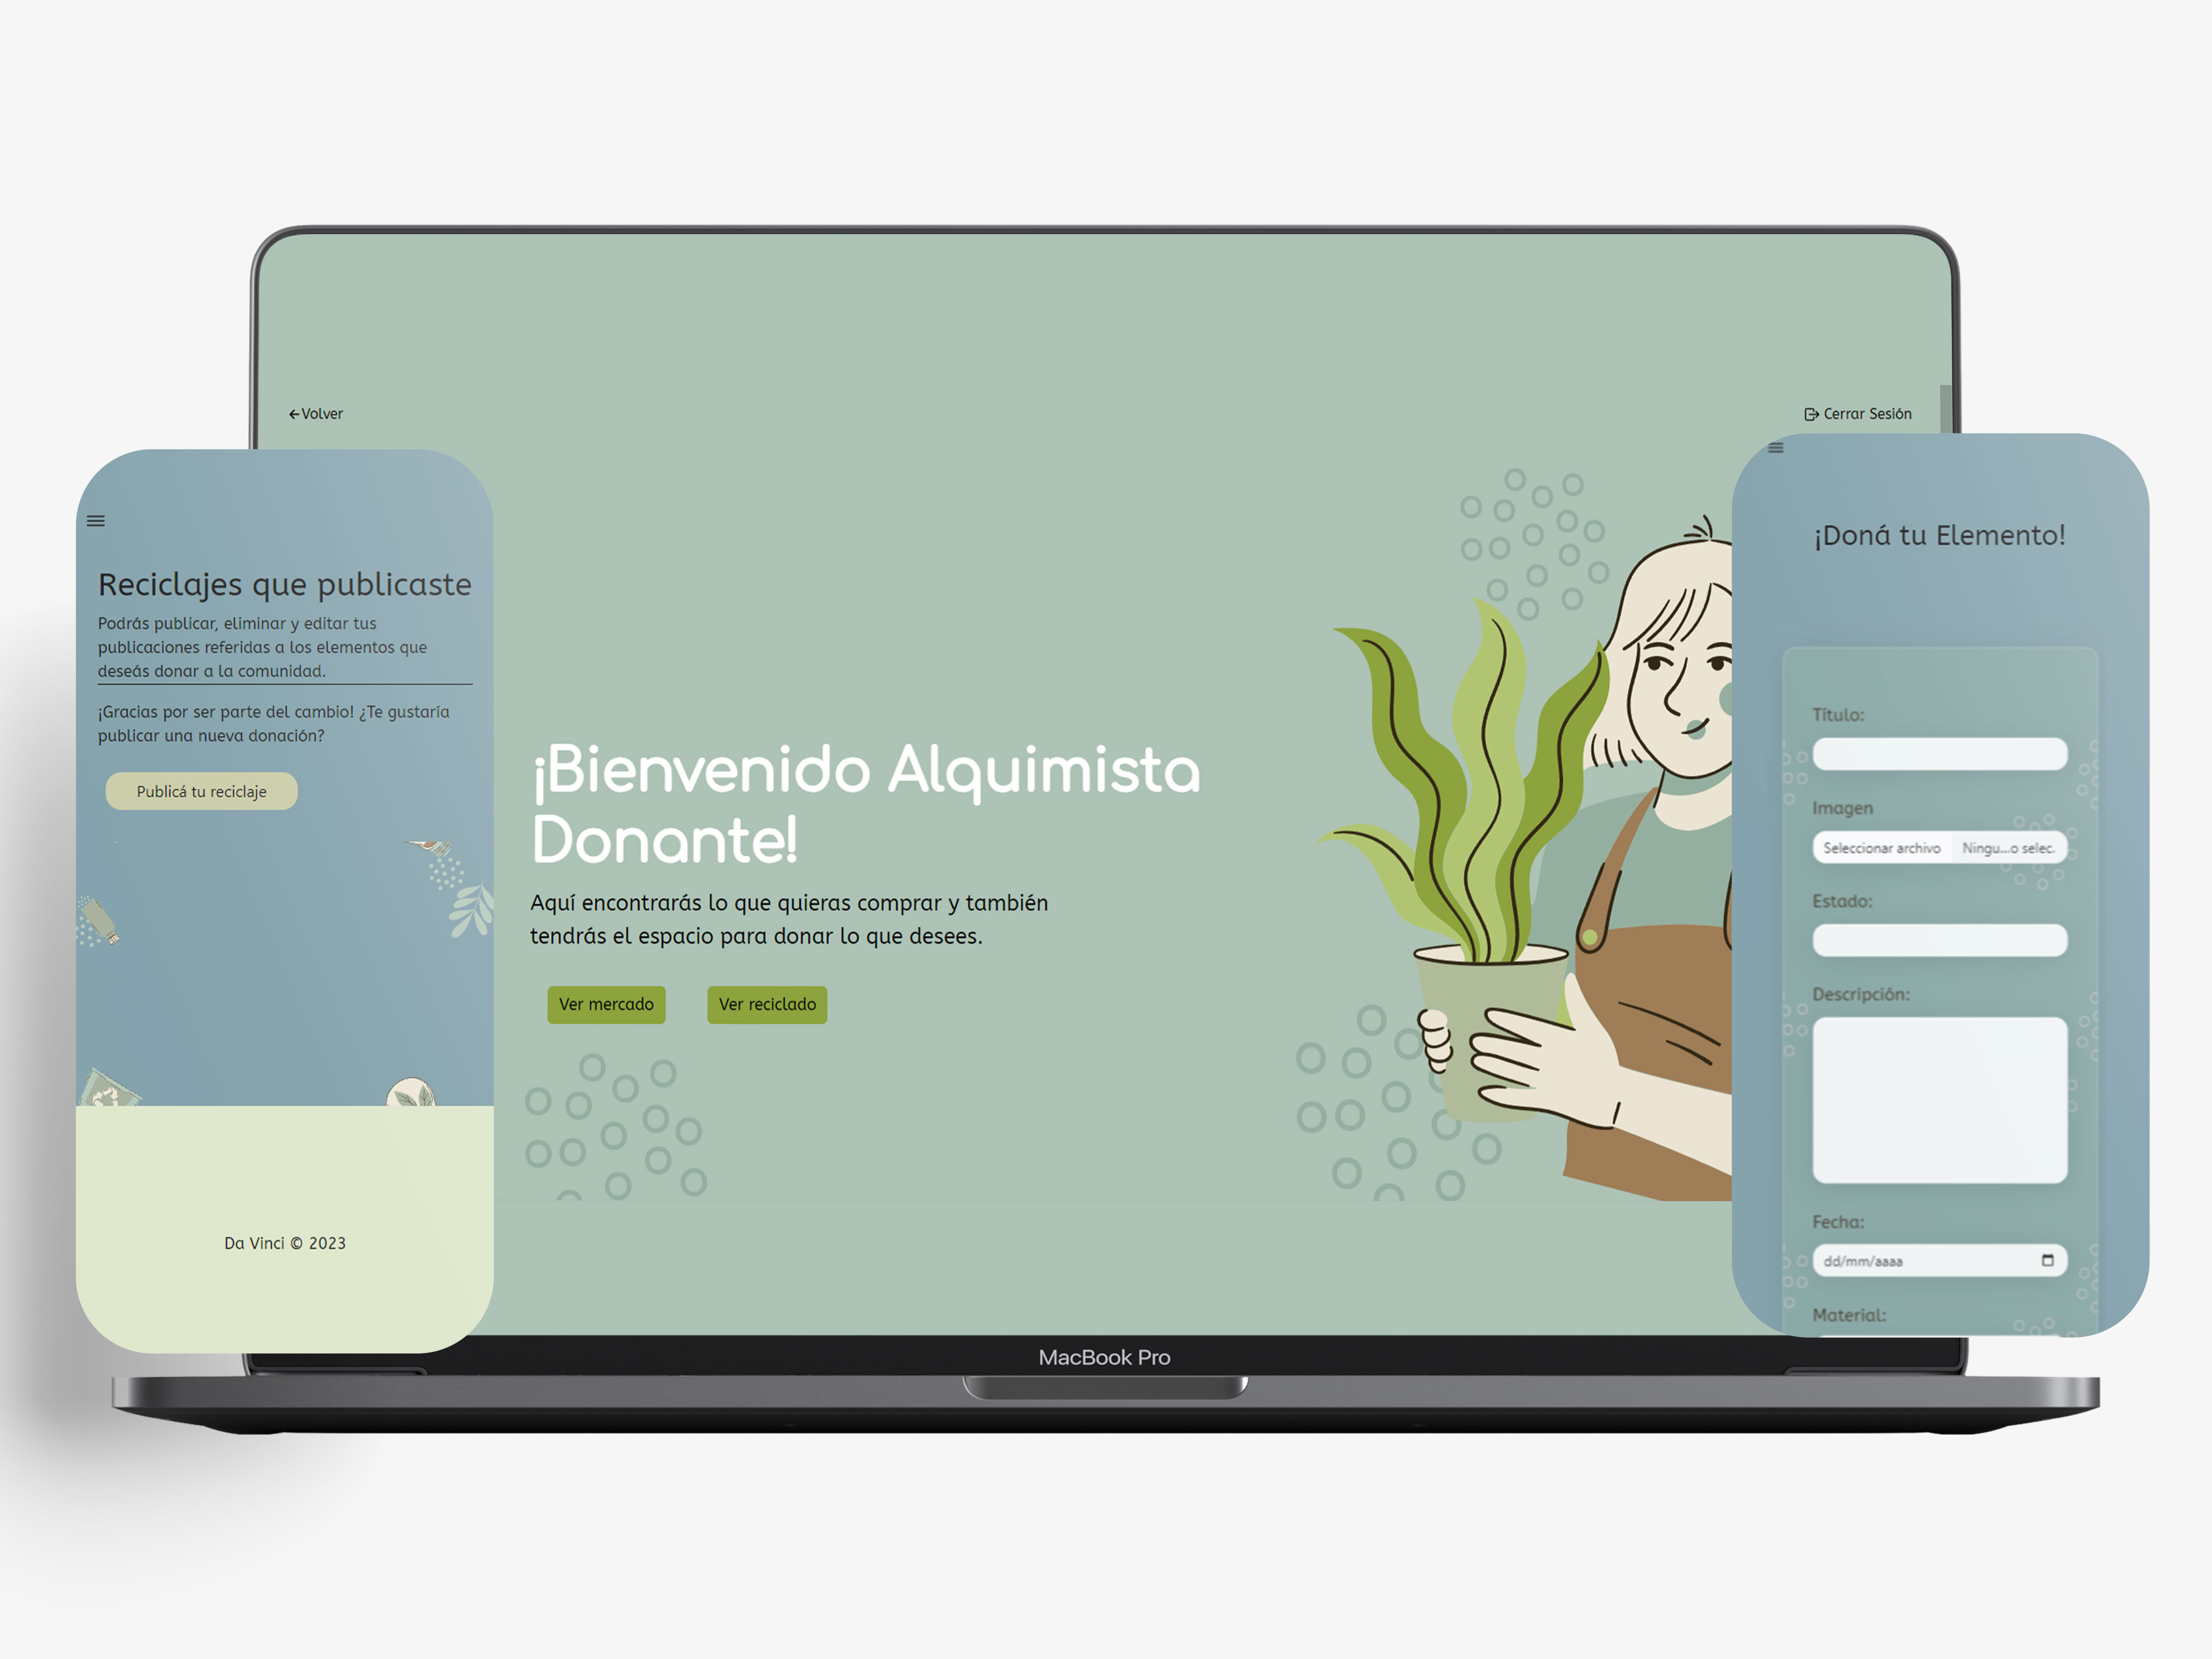 ←Volver
Cerrar Sesión
¡Bienvenido Alquimista
Donante!
Aquí encontrarás lo que quieras comprar y también
tendrás el espacio para donar lo que desees.
Ver mercado
Ver reciclado
Reciclajes que publicaste
Podrás publicar, eliminar y editar tus
publicaciones referidas a los elementos que
deseás donar a la comunidad.
¡Gracias por ser parte del cambio! ¿Te gustaría
publicar una nueva donación?
Publicá tu reciclaje
Da Vinci © 2023
¡Doná tu Elemento!
Título:
Imagen
Seleccionar archivo Ningu...o selec.
Estado:
Descripción:
Fecha:
dd/mm/aaaa
Material:
MacBook Pro